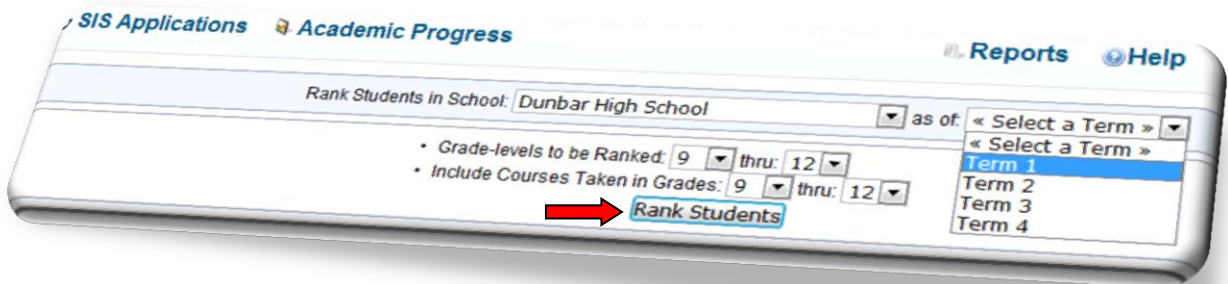 SIS Applications Academic Progress Reports Help
Rank Students in School: Dunbar High School as of: « Select a Term »
« Select a Term »
• Grade-levels to be Ranked: 9 thru: 12
Term 1
• Include Courses Taken in Grades: 9 thru: 12
Term 2
Rank Students
Term 3
Term 4